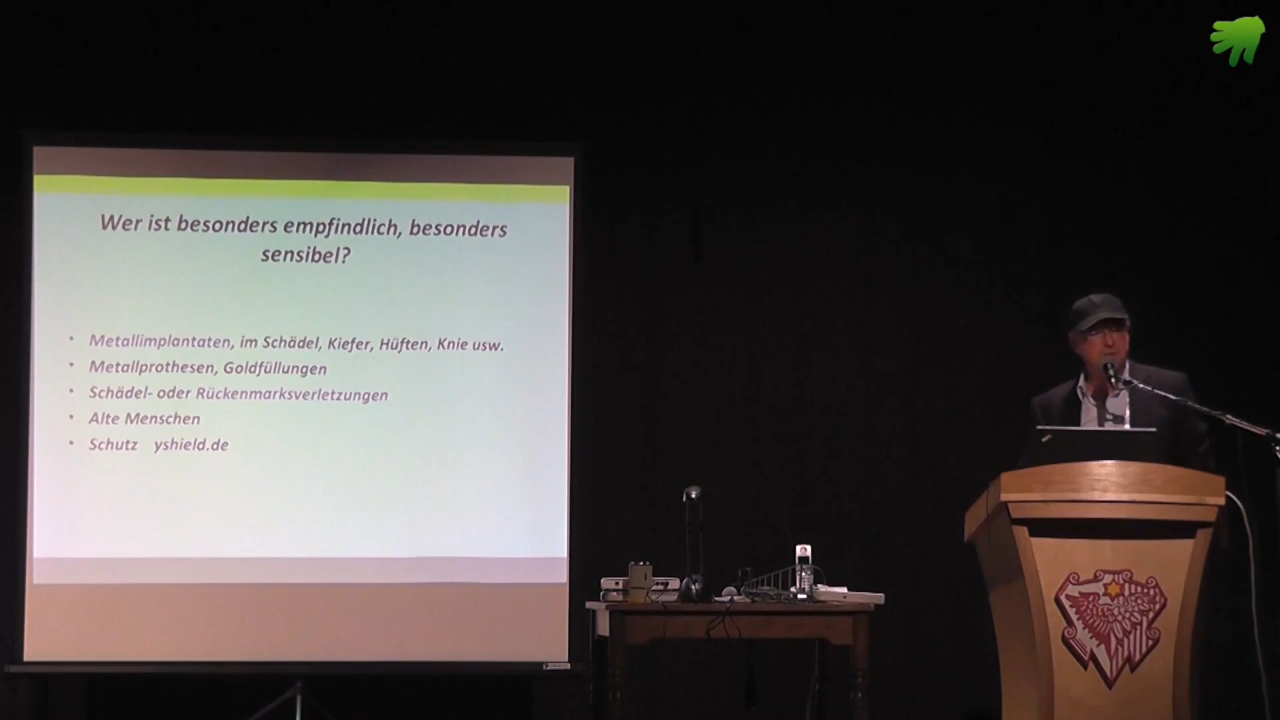 Wer ist besonders empfindlich, besonders
sensibel?
• Metallimplantaten, im Schädel, Kiefer, Hüften, Knie usw.
• Metallprothesen, Goldfüllungen
• Schädel- oder Rückenmarksverletzungen
• Alte Menschen
• Schutz yshield.de